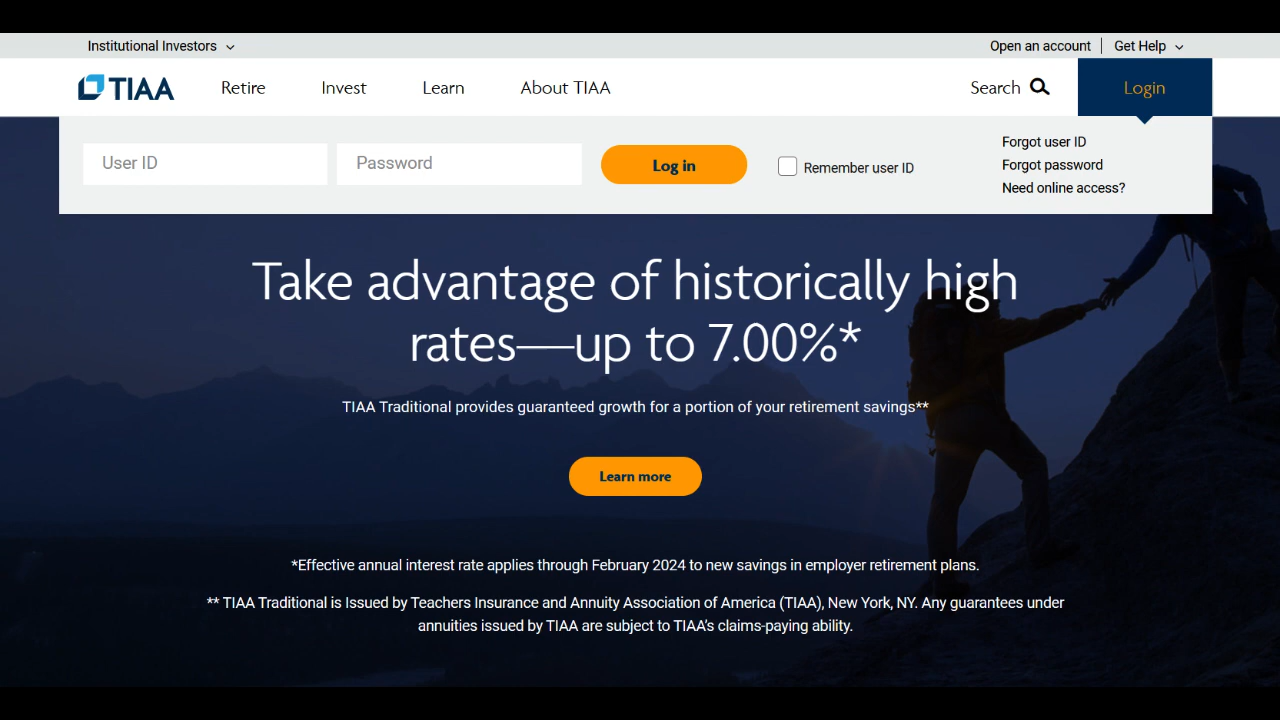 Institutional Investors
Open an account
Get Help
TIAA
Retire
Invest
Learn
About TIAA
Search
Login
User ID
Password
Log in
Remember user ID
Forgot user ID
Forgot password
Need online access?
Take advantage of historically high
rates—up to 7.00%*
TIAA Traditional provides guaranteed growth for a portion of your retirement savings**
Learn more
*Effective annual interest rate applies through February 2024 to new savings in employer retirement plans.
** TIAA Traditional is Issued by Teachers Insurance and Annuity Association of America (TIAA), New York, NY. Any guarantees under
annuities issued by TIAA are subject to TIAA's claims-paying ability.